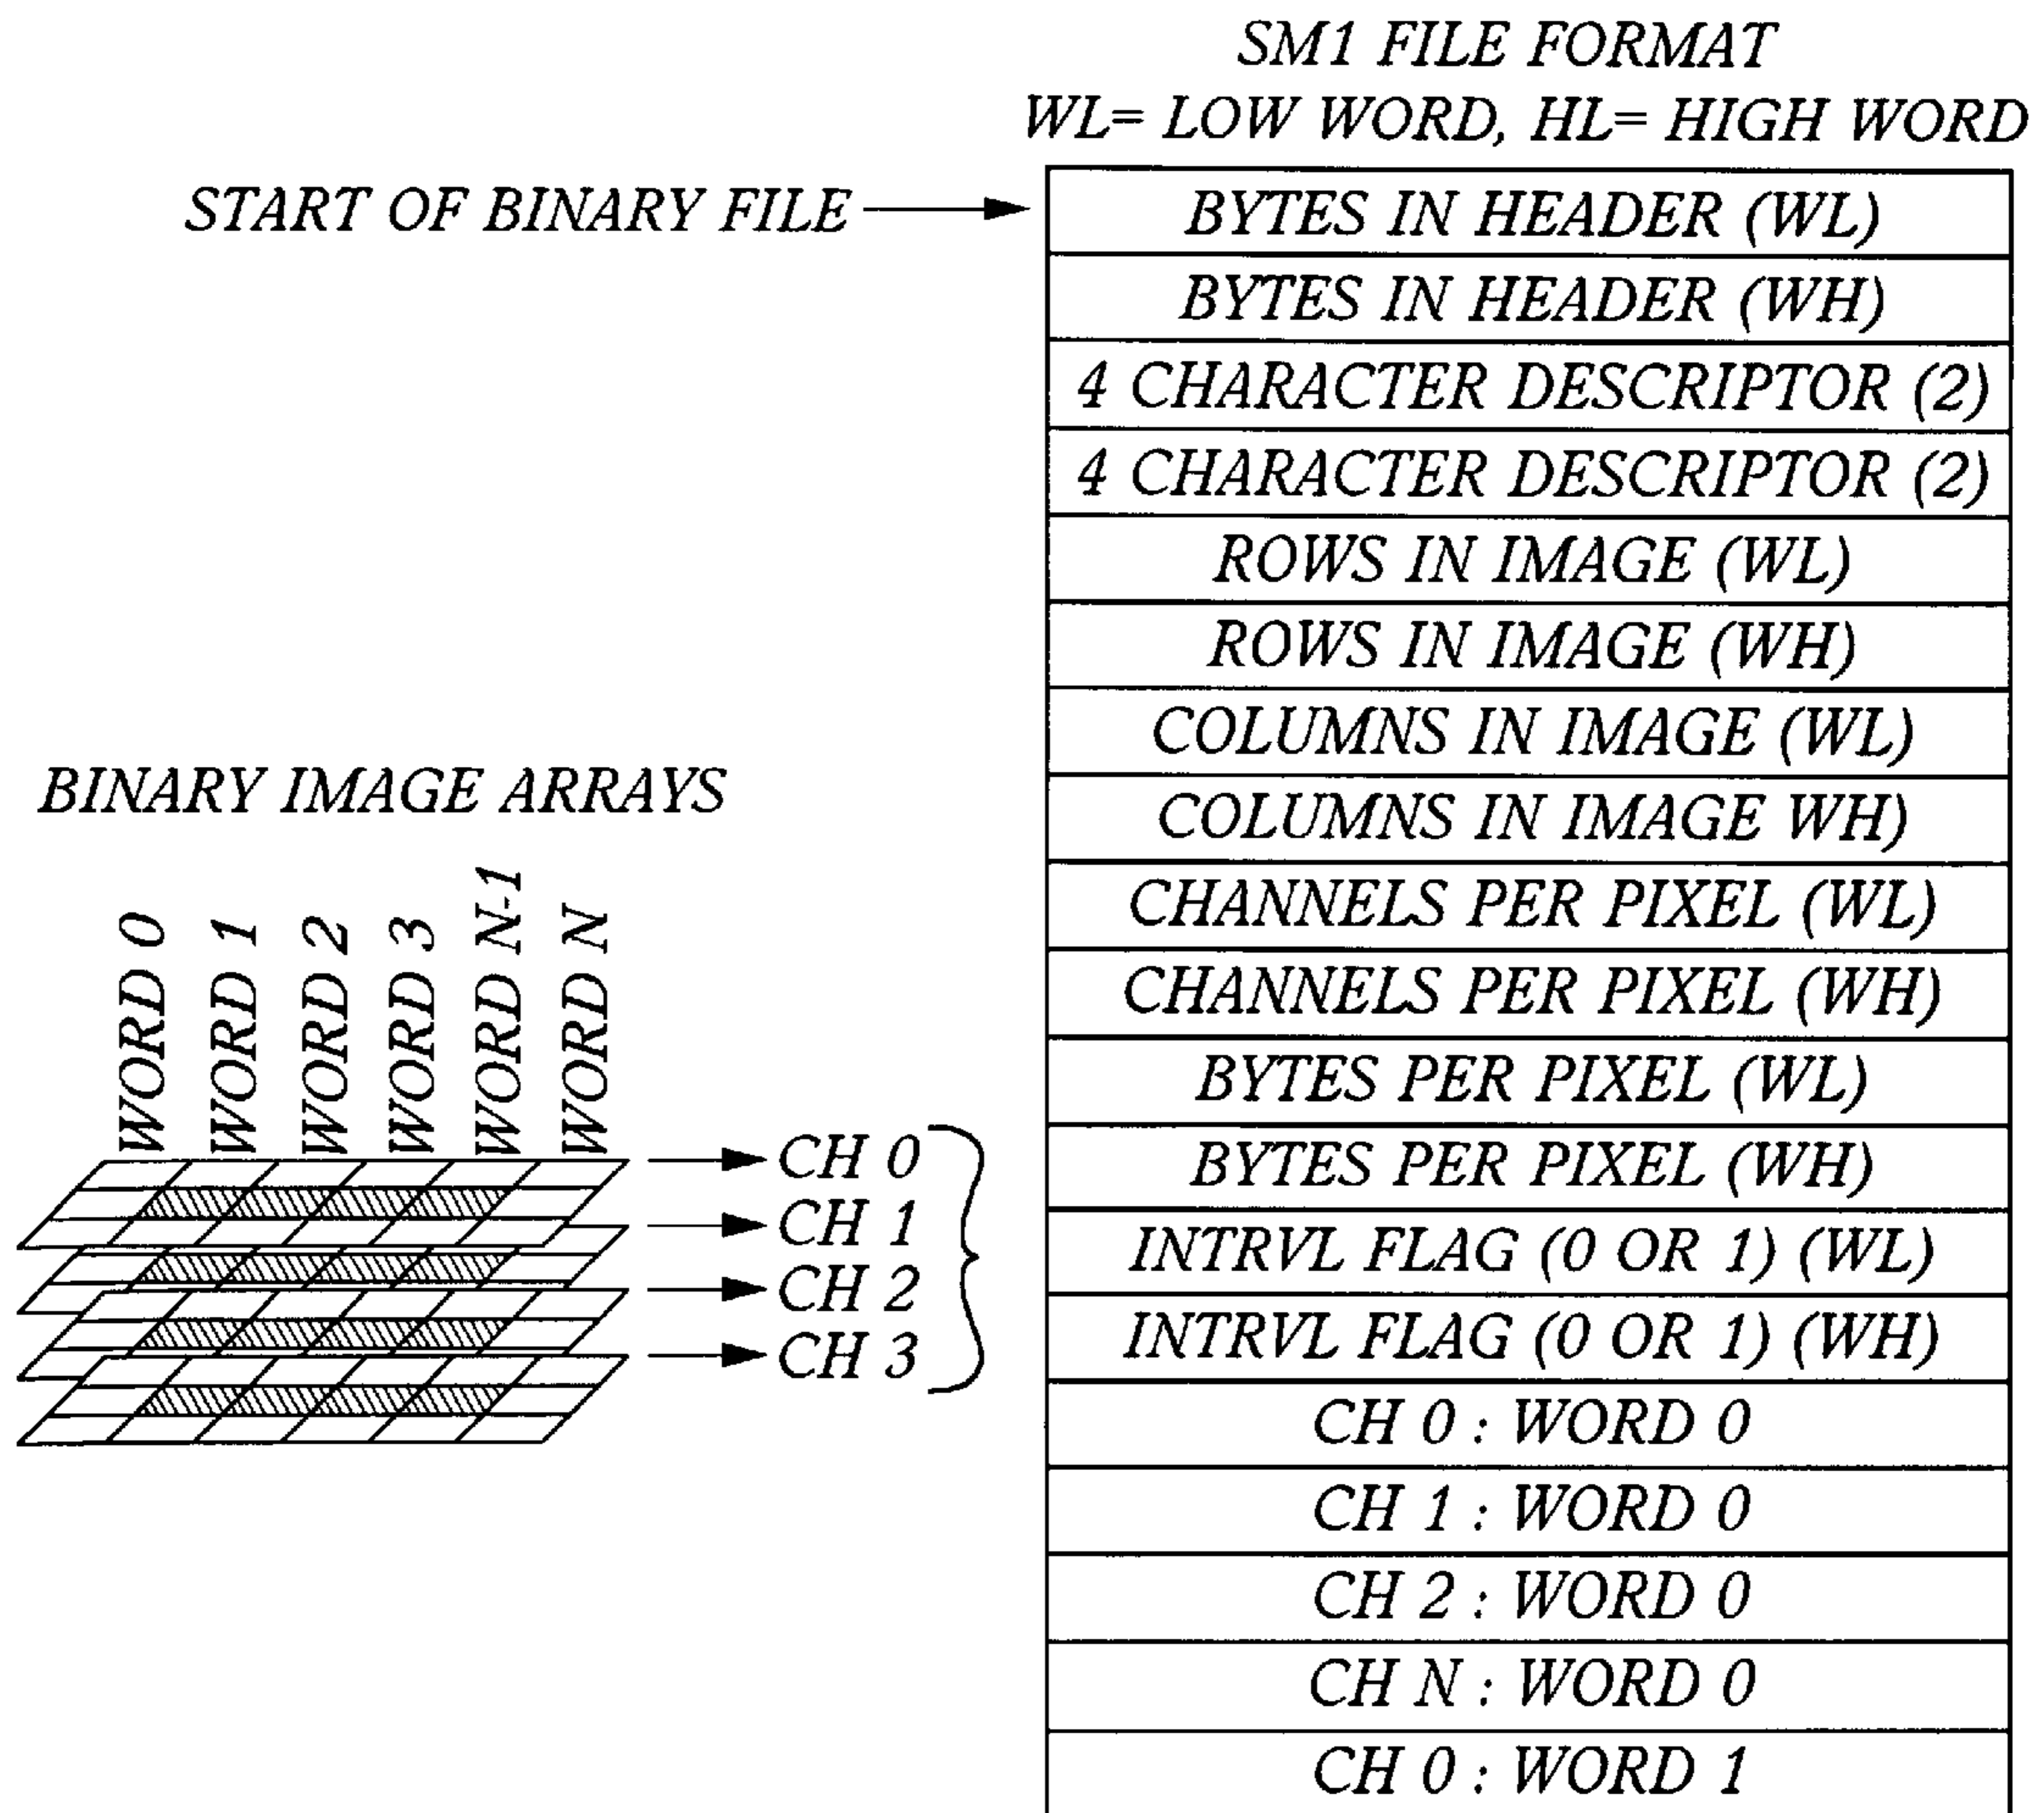 SM1 FILE FORMAT
WL= LOW WORD, HL= HIGH WORD
START OF BINARY FILE
BYTES IN HEADER (WL)
BYTES IN HEADER (WH)
4 CHARACTER DESCRIPTOR (2)
4 CHARACTER DESCRIPTOR (2)
ROWS IN IMAGE (WL)
ROWS IN IMAGE (WH)
COLUMNS IN IMAGE (WL)
COLUMNS IN IMAGE WH)
CHANNELS PER PIXEL (WL)
CHANNELS PER PIXEL (WH)
BYTES PER PIXEL (WL)
BYTES PER PIXEL (WH)
INTRVL FLAG (0 OR 1) (WL)
INTRVL FLAG (0 OR 1) (WH)
CH 0 : WORD 0
CH 1 : WORD 0
CH 2 : WORD 0
CH N : WORD 0
CH 0 : WORD 1
BINARY IMAGE ARRAYS
WORD 0
WORD 1
WORD 2
WORD 3
WORD N-1
WORD N
CH 0
CH 1
CH 2
CH 3